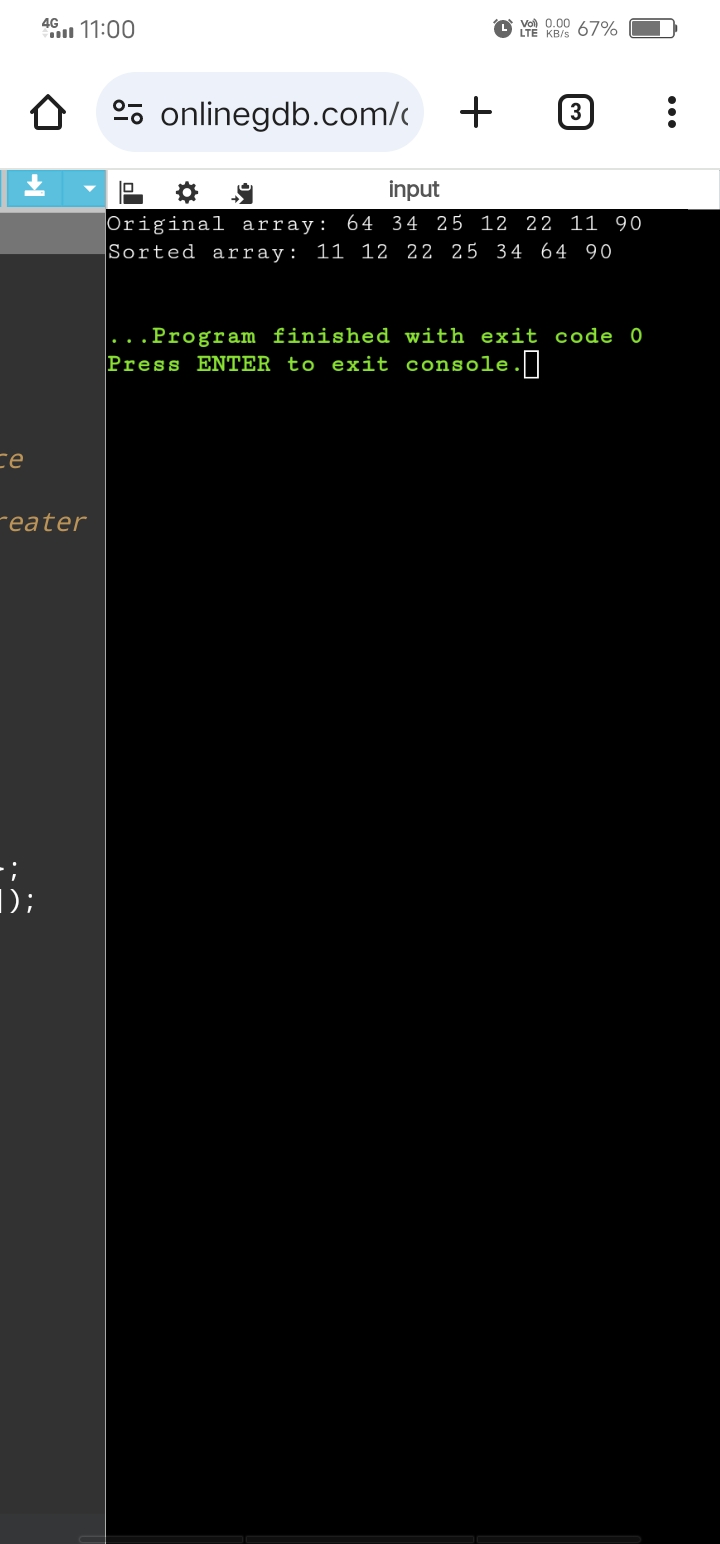 4G 11:00 Vo) LTE 0.00 KB/s 67%
onlinegdb.com/
3
input
Original array: 64 34 25 12 22 11 90
Sorted array: 11 12 22 25 34 64 90
...Program finished with exit code 0
Press ENTER to exit console.
ce
reater
;
]);